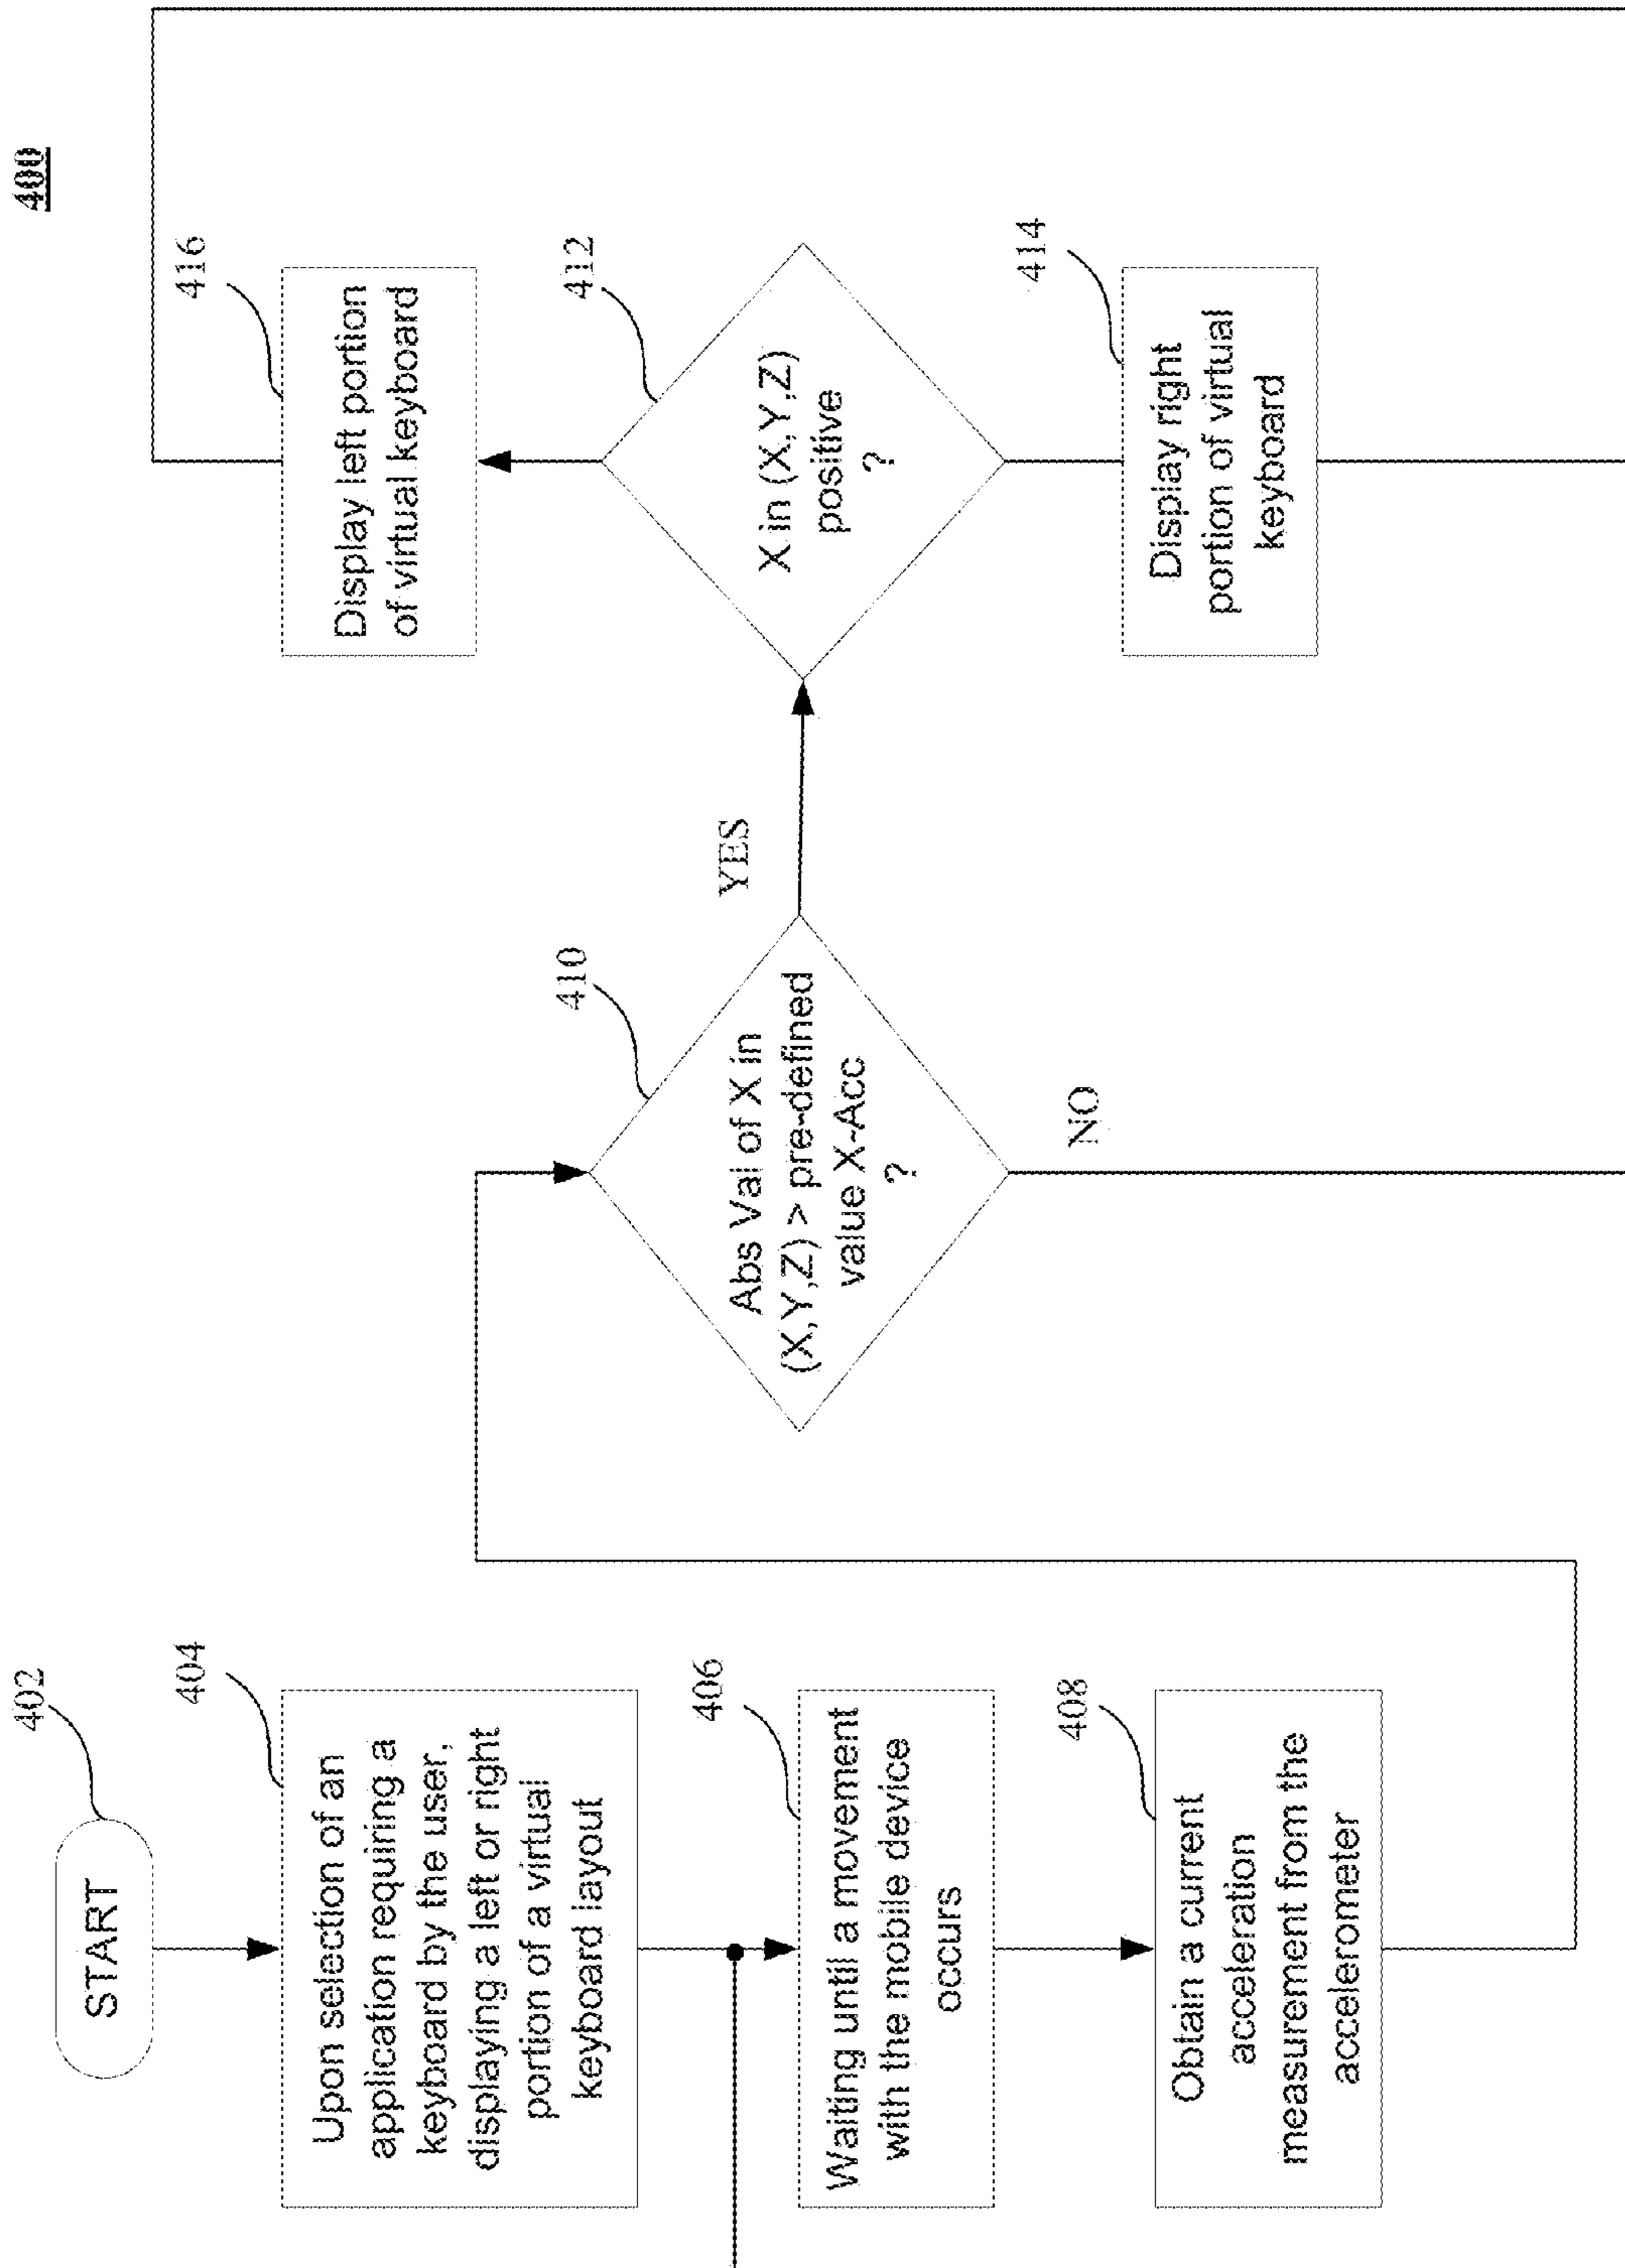 400
402
START
404
Upon selection of an
application requiring a
keyboard by the user,
displaying a left or right
portion of a virtual
keyboard layout
406
Waiting until a movement
with the mobile device
occurs
408
Obtain a current
acceleration
measurement from the
accelerometer
410
Abs Val of X in
(X,Y,Z) > pre-defined
value X-Acc
?
YES
NO
412
X in (X,Y,Z)
positive
?
416
Display left portion
of virtual keyboard
414
Display right
portion of virtual
keyboard